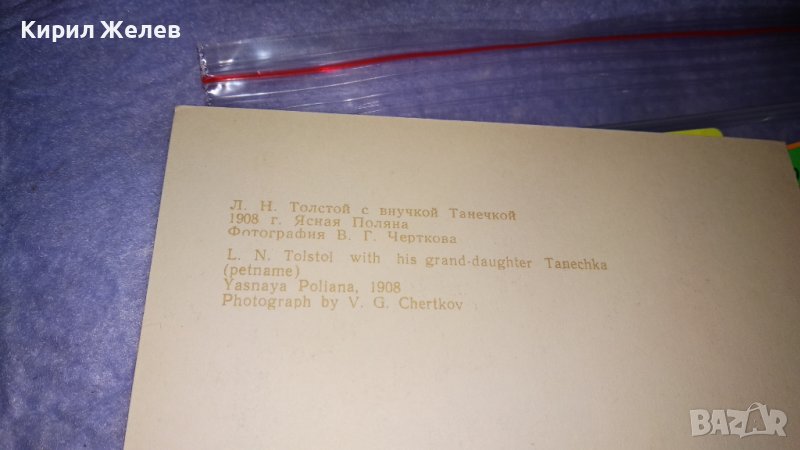 Кирил Желев
Л. Н. Толстой с внучкой Танечкой
1908 г. Ясная Поляна
Фотография В. Г. Черткова
L. N. Tolstoi with his grand-daughter Tanechka
(petname)
Yasnaya Poliana, 1908
Photograph by V. G. Chertkov
BAZAR